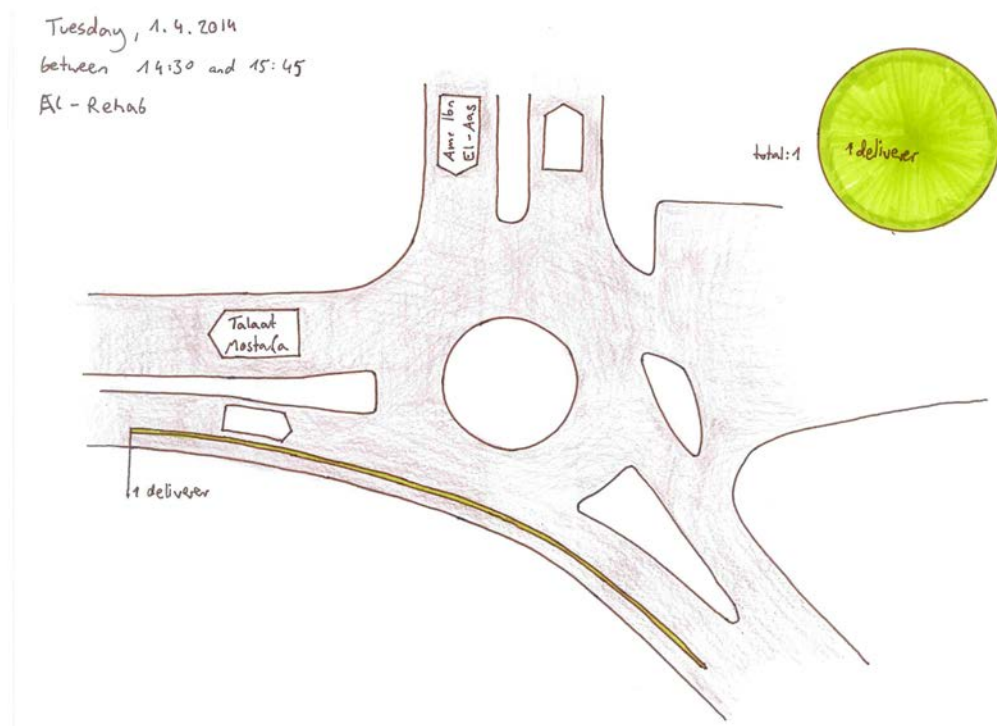 Tuesday, 1.4.2014
between 14:30 and 15:45
El-Rehab
Amr Ibn
El-Aas
total: 1
1 deliverer
Talaat
Mostafa
1 deliverer